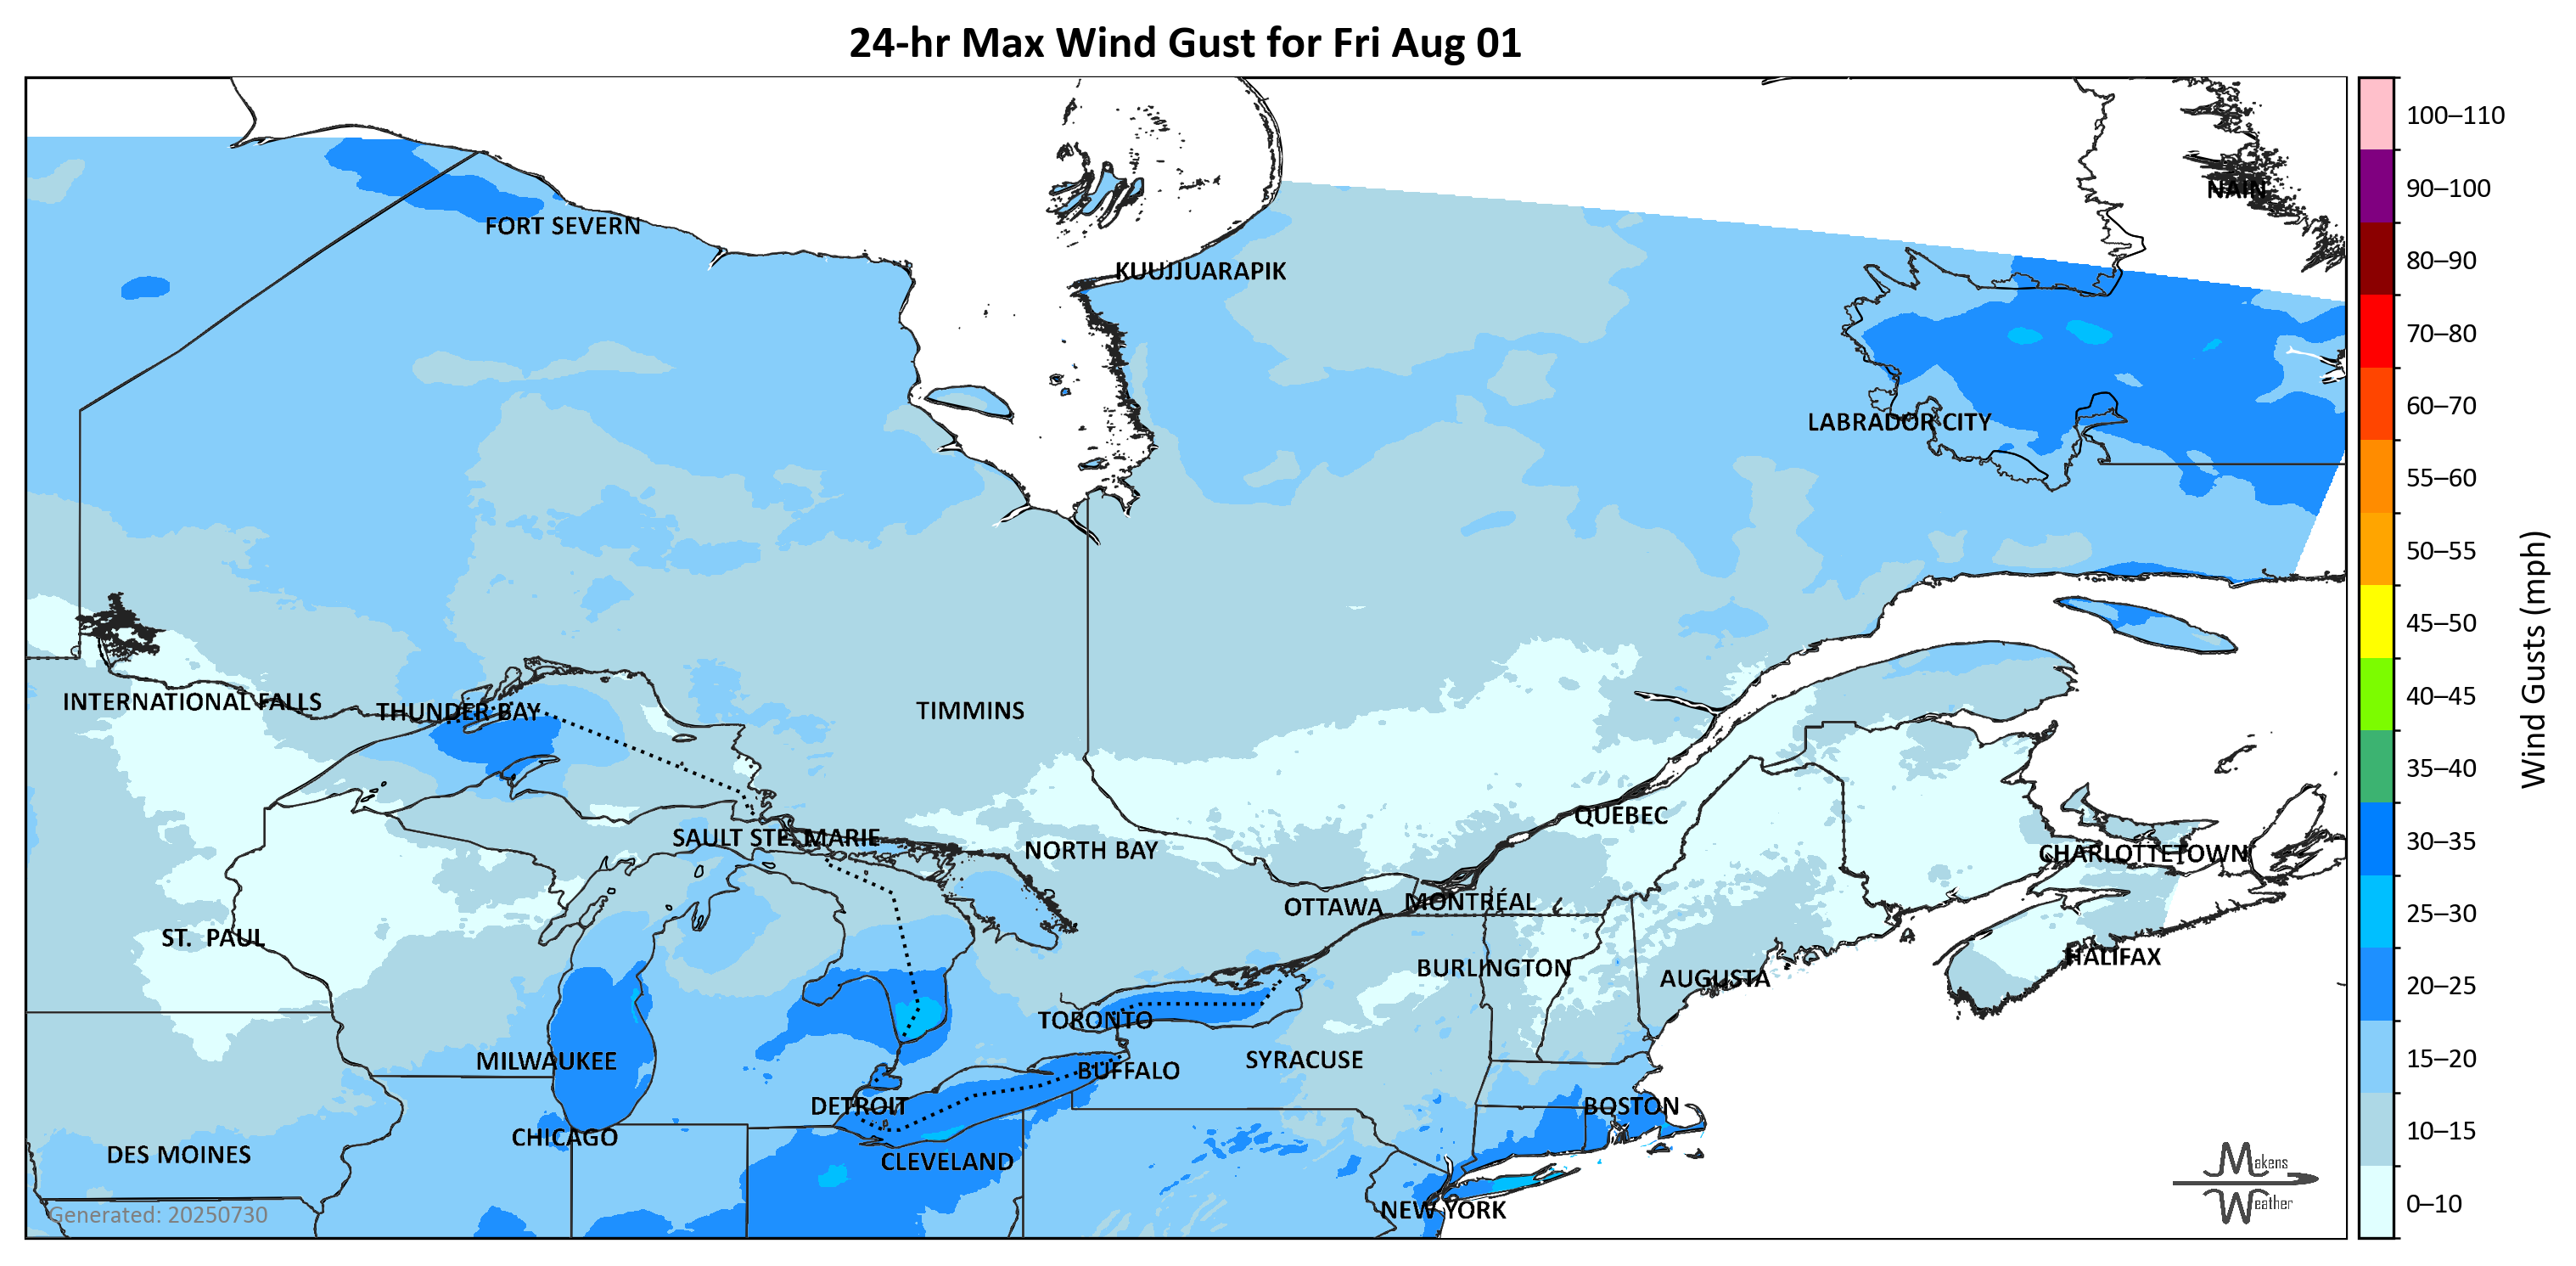 24-hr Max Wind Gust for Fri Aug 01
100–110
90–100
80–90
70–80
60–70
55–60
50–55
45–50
40–45
35–40
30–35
25–30
20–25
15–20
10–15
0–10
Wind Gusts (mph)
NAIN
FORT SEVERN
KUUJJUARAPIK
LABRADOR CITY
INTERNATIONAL FALLS
THUNDER BAY
TIMMINS
QUEBEC
SAULT STE. MARIE
NORTH BAY
CHARLOTTETOWN
OTTAWA
MONTRÉAL
ST. PAUL
HALIFAX
BURLINGTON
AUGUSTA
TORONTO
MILWAUKEE
SYRACUSE
BUFFALO
DETROIT
BOSTON
CHICAGO
DES MOINES
CLEVELAND
NEW YORK
Generated: 20250730
Makens
Weather